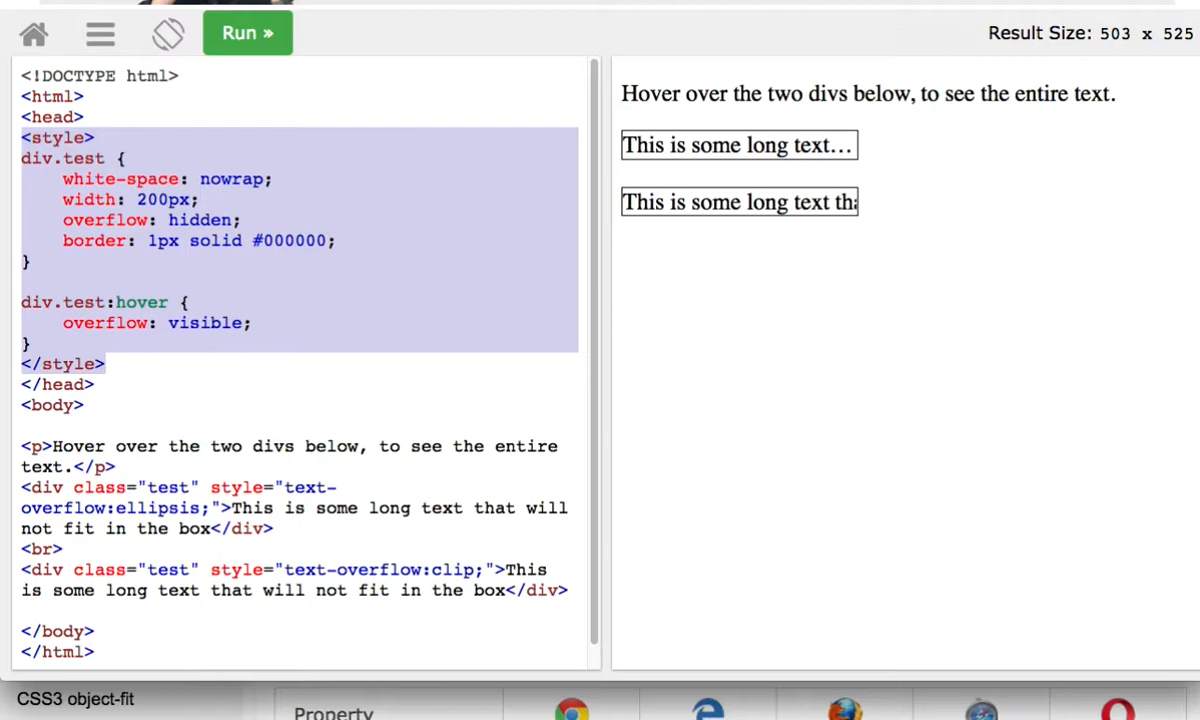 Run »
Result Size: 503 x 525
<!DOCTYPE html>
<html>
<head>
<style>
div.test {
    white-space: nowrap;
    width: 200px;
    overflow: hidden;
    border: 1px solid #000000;
}
div.test:hover {
    overflow: visible;
}
</style>
</head>
<body>
<p>Hover over the two divs below, to see the entire
text.</p>
<div class="test" style="text-
overflow:ellipsis;">This is some long text that will
not fit in the box</div>
<br>
<div class="test" style="text-overflow:clip;">This
is some long text that will not fit in the box</div>
</body>
</html>
Hover over the two divs below, to see the entire text.
This is some long text…
This is some long text th
CSS3 object-fit
Property